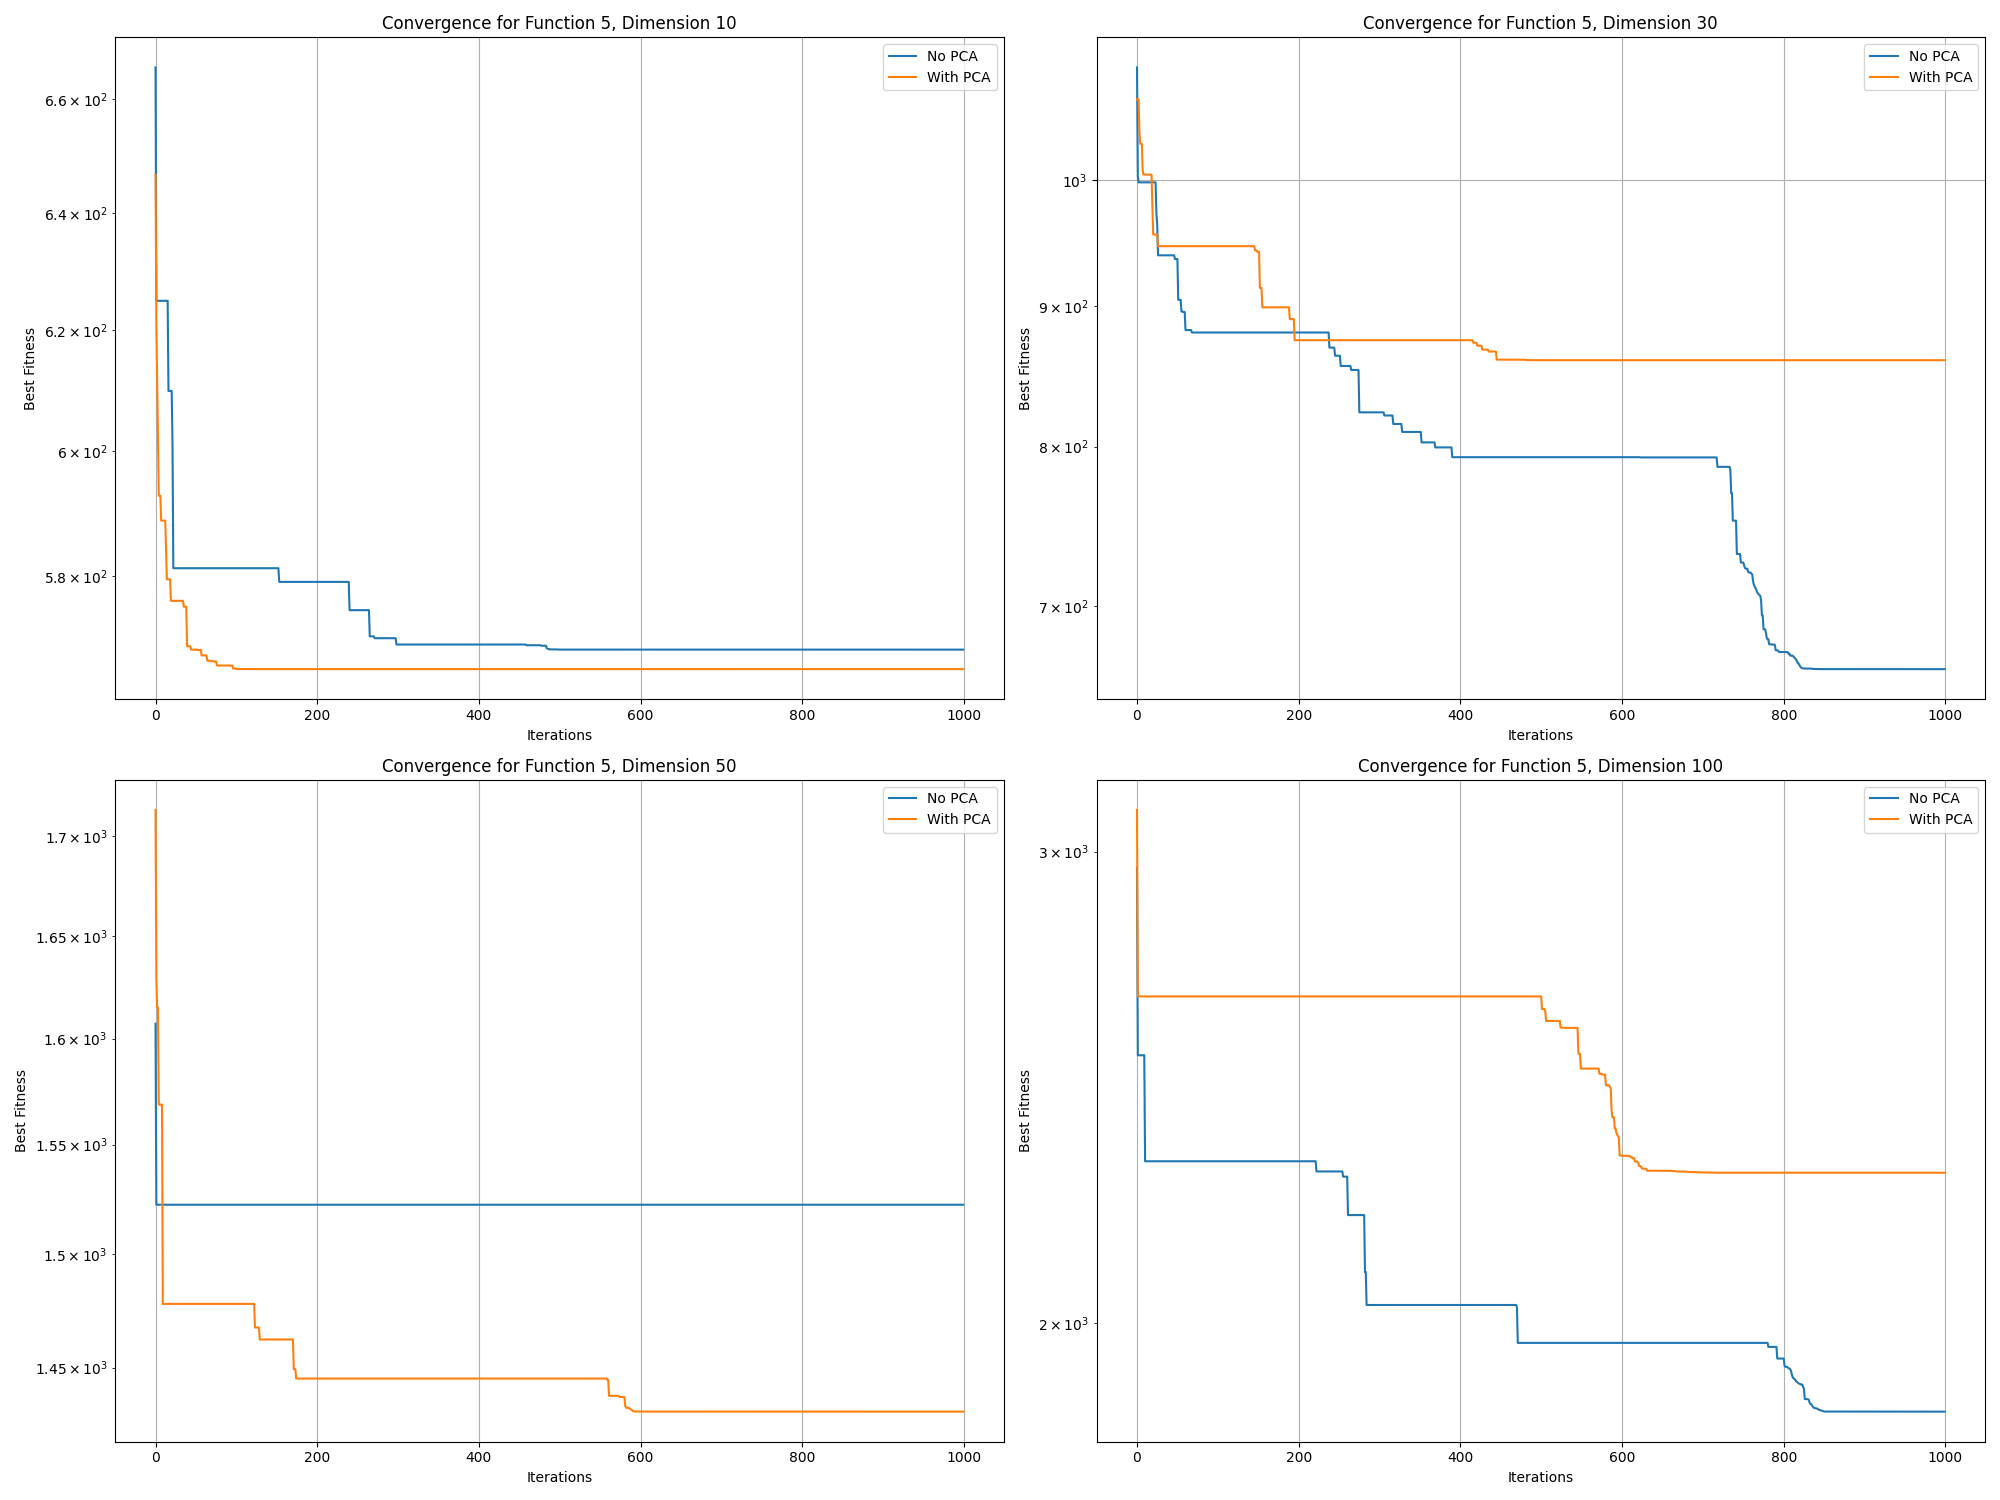 Convergence for Function 5, Dimension 10
Best Fitness
6.6 × 10²
6.4 × 10²
6.2 × 10²
6 × 10²
5.8 × 10²
No PCA
With PCA
0 200 400 600 800 1000
Iterations
Convergence for Function 5, Dimension 30
Best Fitness
10³
9 × 10²
8 × 10²
7 × 10²
No PCA
With PCA
0 200 400 600 800 1000
Iterations
Convergence for Function 5, Dimension 50
Best Fitness
1.7 × 10³
1.65 × 10³
1.6 × 10³
1.55 × 10³
1.5 × 10³
1.45 × 10³
No PCA
With PCA
0 200 400 600 800 1000
Iterations
Convergence for Function 5, Dimension 100
Best Fitness
3 × 10³
2 × 10³
No PCA
With PCA
0 200 400 600 800 1000
Iterations